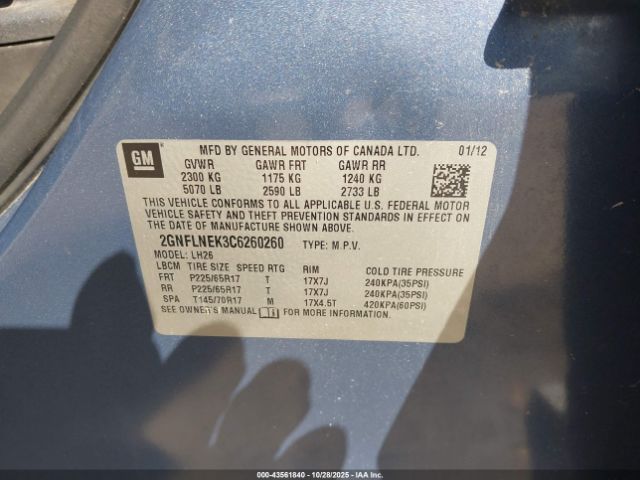 GM
MFD BY GENERAL MOTORS OF CANADA LTD. 01/12
GVWR GAWR FRT GAWR RR
2300 KG 1175 KG 1240 KG
5070 LB 2590 LB 2733 LB
THIS VEHICLE CONFORMS TO ALL APPLICABLE U.S. FEDERAL MOTOR
VEHICLE SAFETY AND THEFT PREVENTION STANDARDS IN EFFECT ON
THE DATE OF MANUFACTURE SHOWN ABOVE.
2GNFLNEK3C6260260 TYPE: M.P.V.
MODEL: LH26
LBCM TIRE SIZE SPEED RTG RIM COLD TIRE PRESSURE
FRT P225/65R17 T 17X7J 240KPA(35PSI)
RR P225/65R17 T 17X7J 240KPA(35PSI)
SPA T145/70R17 M 17X4.5T 420KPA(60PSI)
SEE OWNER'S MANUAL FOR MORE INFORMATION
000-43561840 | 10/28/2025 | Copyright IAA, LLC